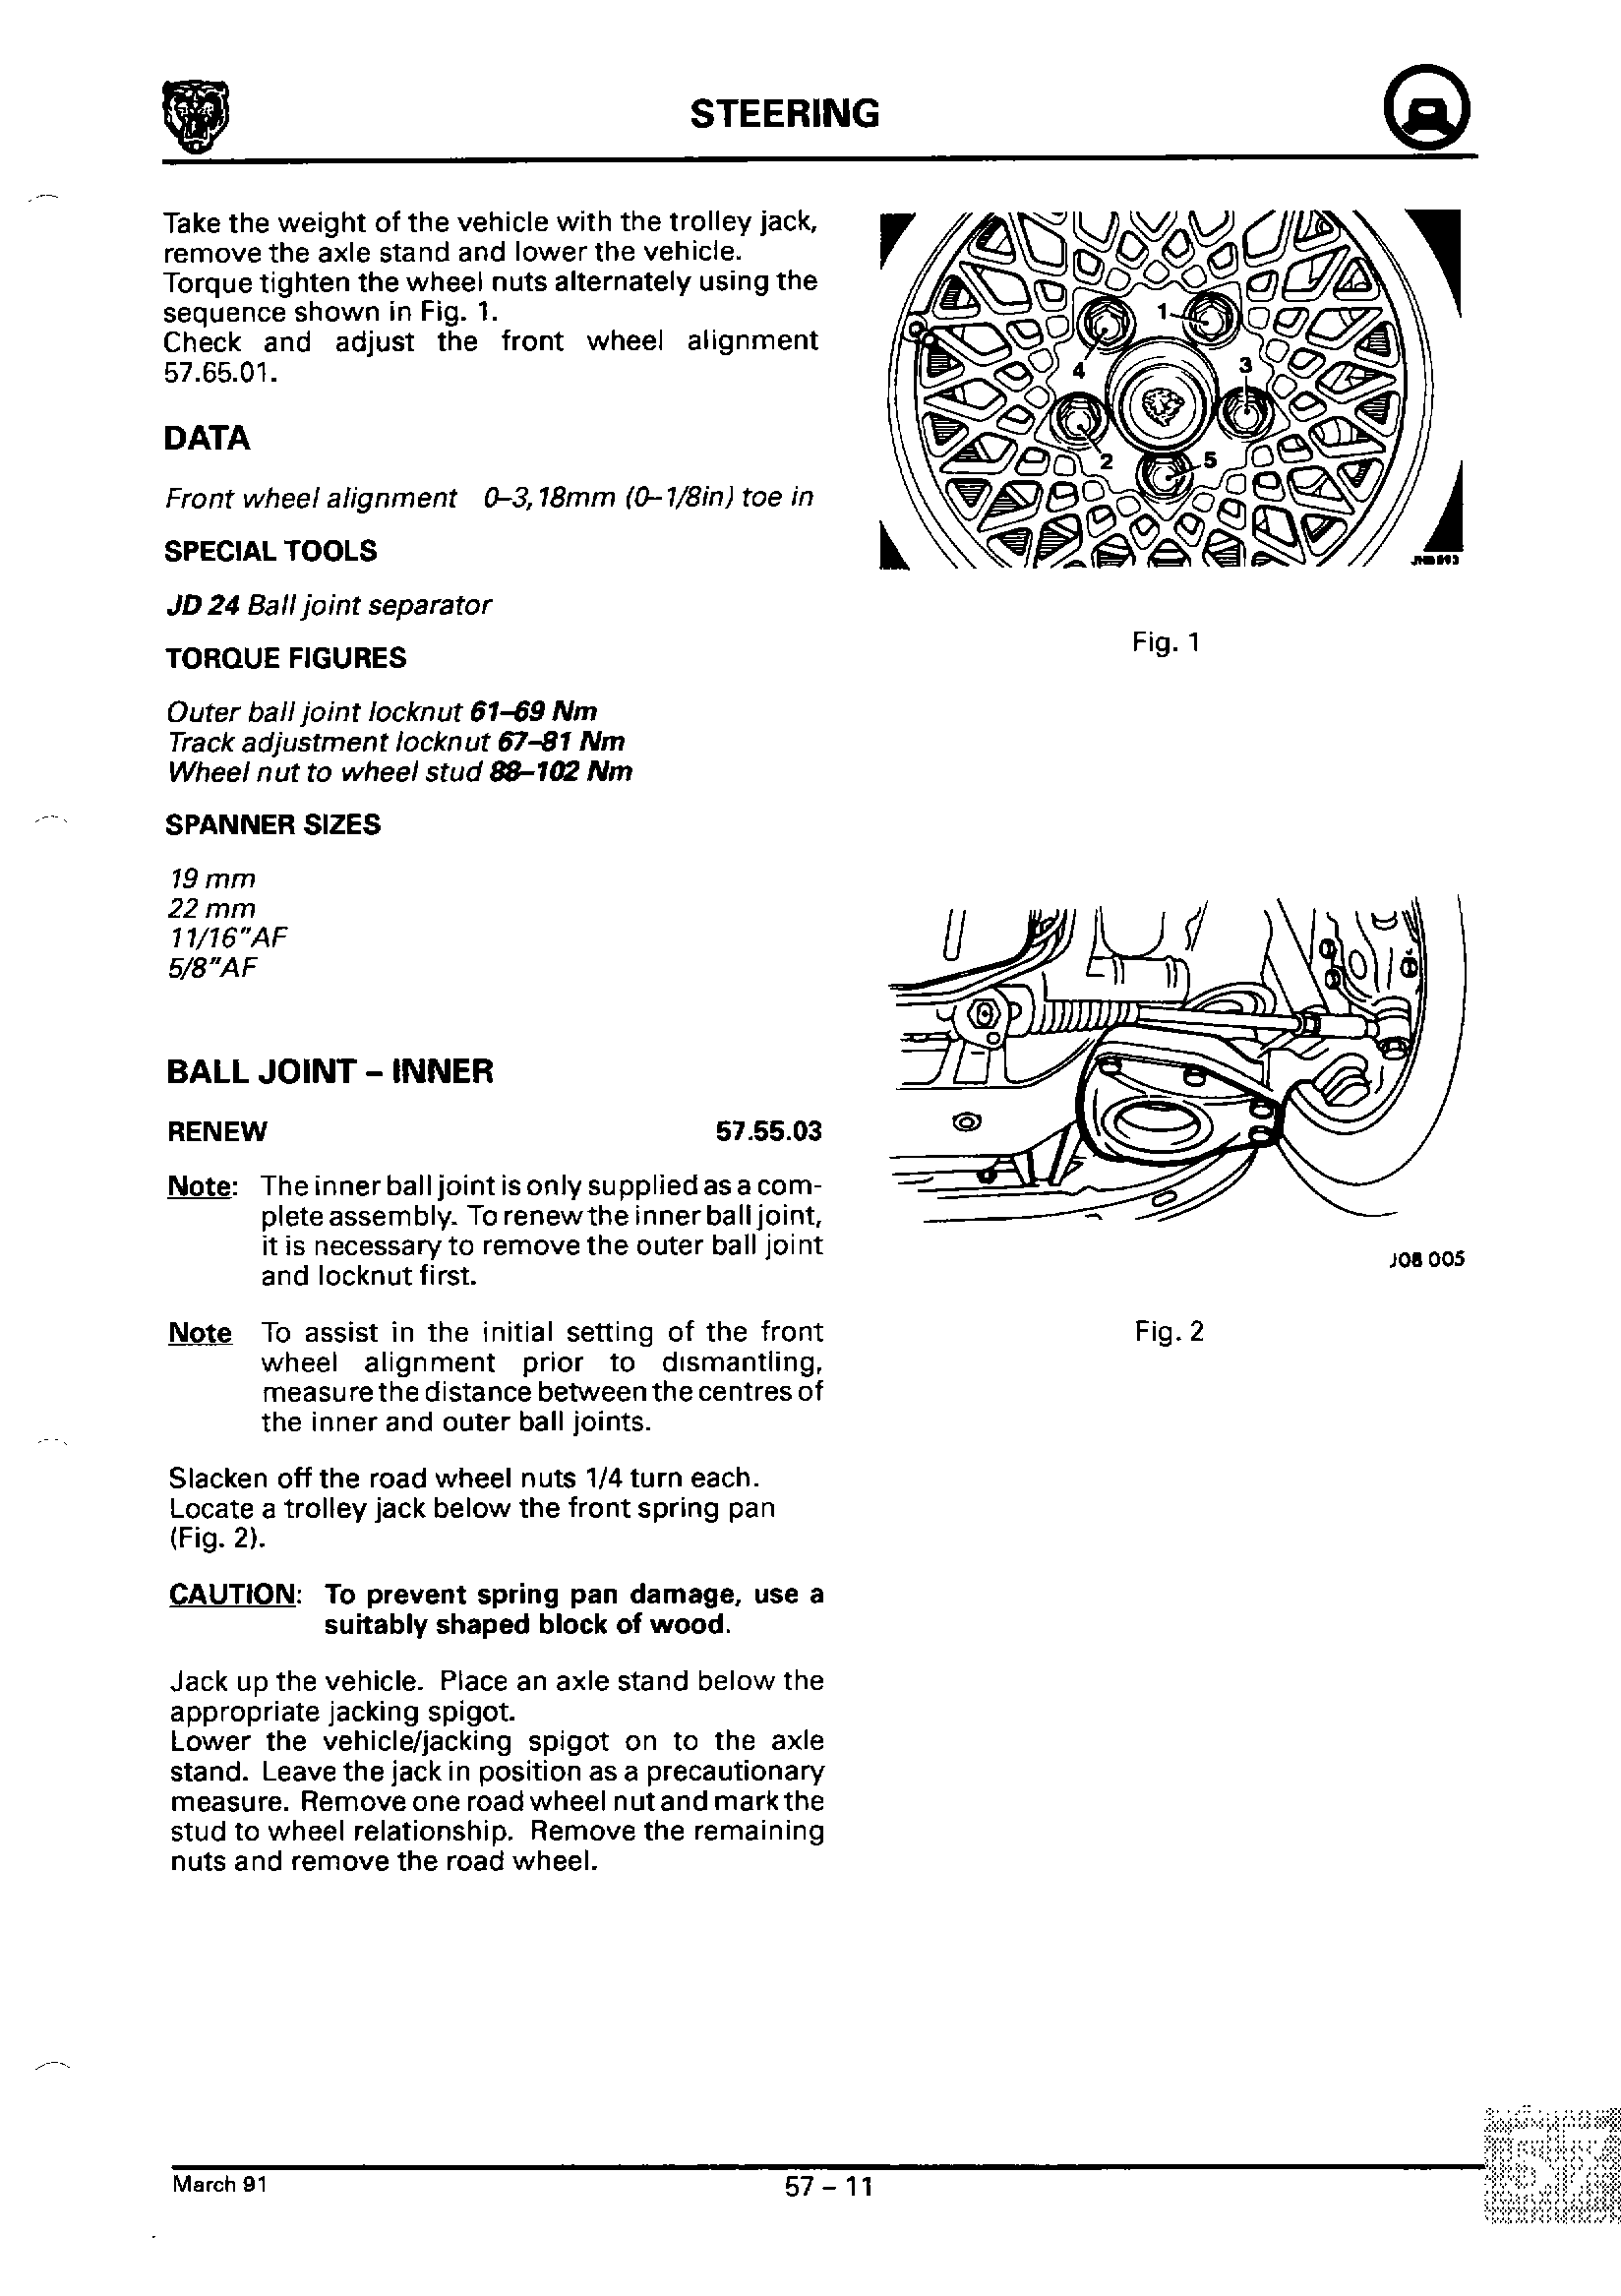 STEERING
Take the weight of the vehicle with the trolley jack,
remove the axle stand and lower the vehicle.
Torque tighten the wheel nuts alternately using the
sequence shown in Fig. 1.
Check and adjust the front wheel alignment
57.65.01.
DATA
Front wheel alignment 0–3,18mm (0–1/8in) toe in
SPECIAL TOOLS
JD 24 Ball joint separator
TORQUE FIGURES
Outer ball joint locknut 61–69 Nm
Track adjustment locknut 67–81 Nm
Wheel nut to wheel stud 88–102 Nm
SPANNER SIZES
19 mm
22 mm
11/16"AF
5/8"AF
BALL JOINT – INNER
RENEW 57.55.03
Note: The inner ball joint is only supplied as a com-
plete assembly. To renew the inner ball joint,
it is necessary to remove the outer ball joint
and locknut first.
Note To assist in the initial setting of the front
wheel alignment prior to dismantling,
measure the distance between the centres of
the inner and outer ball joints.
Slacken off the road wheel nuts 1/4 turn each.
Locate a trolley jack below the front spring pan
(Fig. 2).
CAUTION: To prevent spring pan damage, use a
suitably shaped block of wood.
Jack up the vehicle. Place an axle stand below the
appropriate jacking spigot.
Lower the vehicle/jacking spigot on to the axle
stand. Leave the jack in position as a precautionary
measure. Remove one road wheel nut and mark the
stud to wheel relationship. Remove the remaining
nuts and remove the road wheel.
1
4
3
2
5
Fig. 1
J08 005
Fig. 2
March 91
57 – 11
57